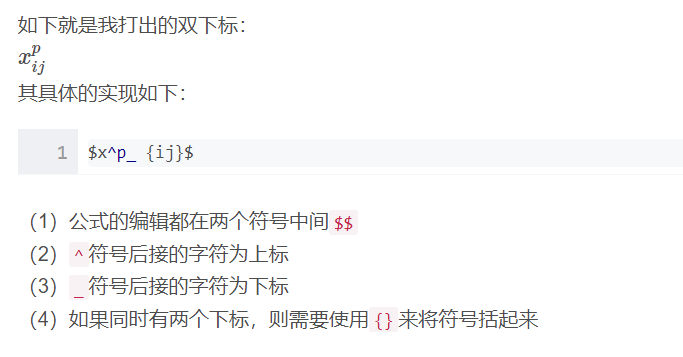 如下就是我打出的双下标：
x^p_{ij}
其具体的实现如下：
1 $x^p_ {ij}$
（1）公式的编辑都在两个符号中间$$
（2）^符号后接的字符为上标
（3）_符号后接的字符为下标
（4）如果同时有两个下标，则需要使用{}来将符号括起来